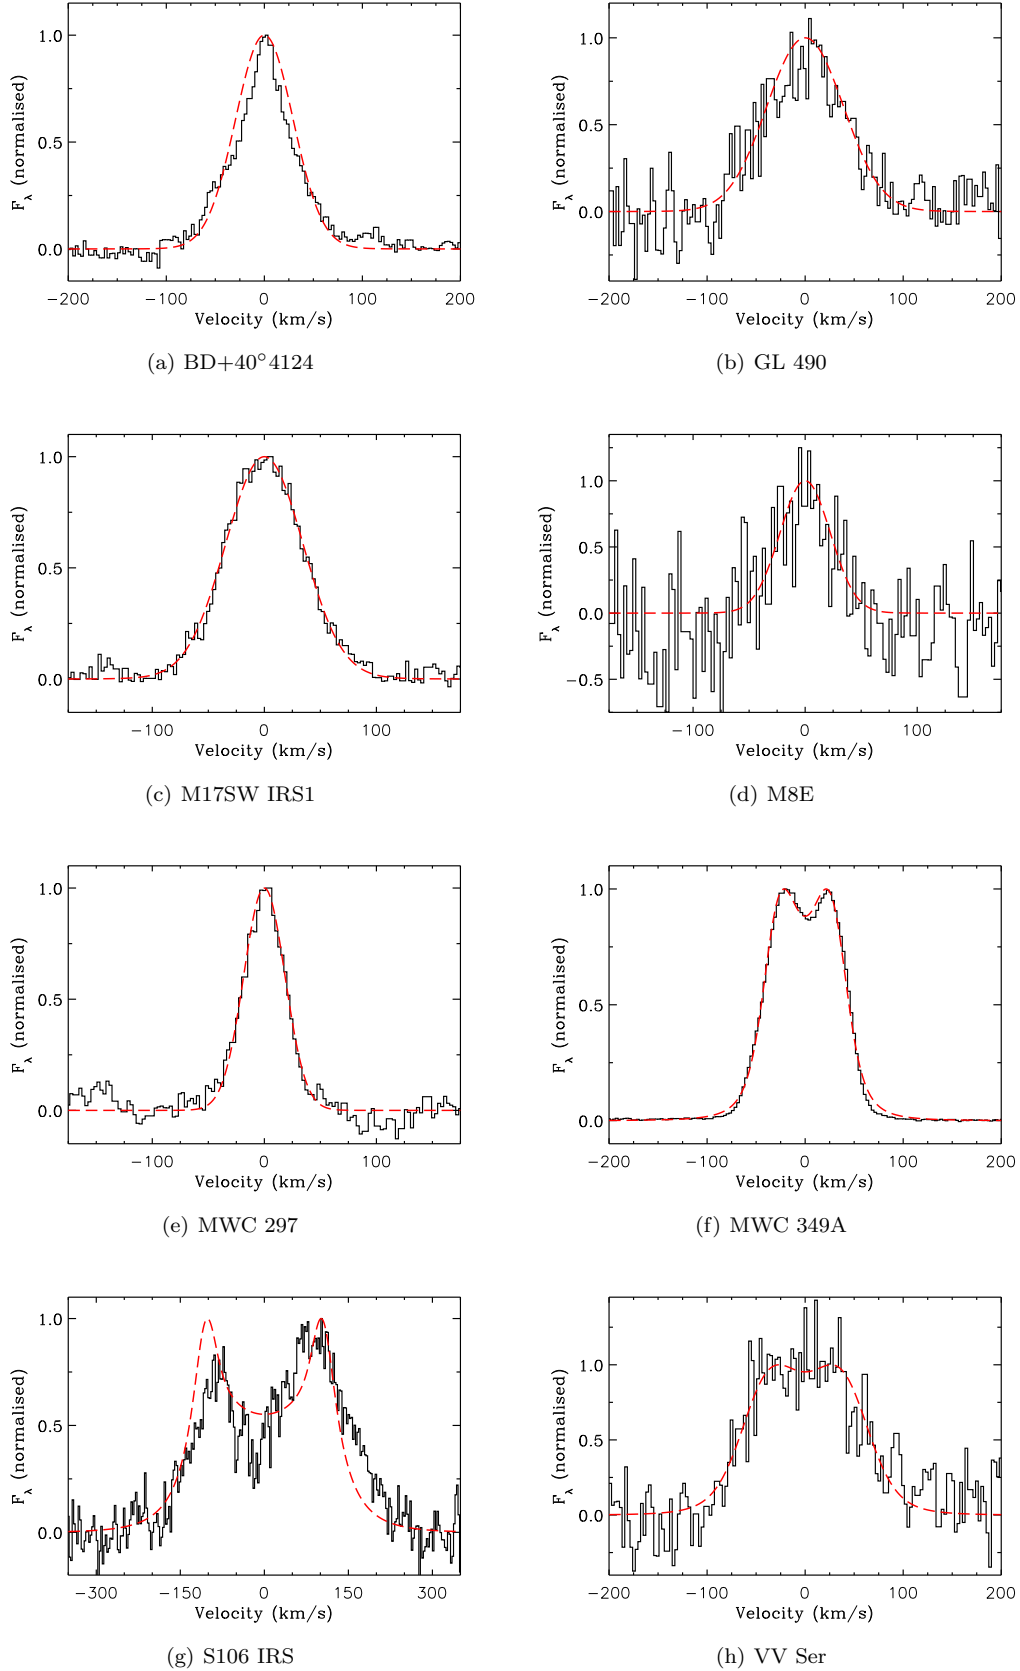 1.0
0.5
0.0
F_λ (normalised)
-200 -100 0 100 200
Velocity (km/s)
(a) BD+40°4124
1.0
0.5
0.0
F_λ (normalised)
-200 -100 0 100 200
Velocity (km/s)
(b) GL 490
1.0
0.5
0.0
F_λ (normalised)
-100 0 100
Velocity (km/s)
(c) M17SW IRS1
1.0
0.5
0.0
-0.5
F_λ (normalised)
-100 0 100
Velocity (km/s)
(d) M8E
1.0
0.5
0.0
F_λ (normalised)
-100 0 100
Velocity (km/s)
(e) MWC 297
1.0
0.5
0.0
F_λ (normalised)
-200 -100 0 100 200
Velocity (km/s)
(f) MWC 349A
1.0
0.5
0.0
F_λ (normalised)
-300 -150 0 150 300
Velocity (km/s)
(g) S106 IRS
1.0
0.5
0.0
F_λ (normalised)
-200 -100 0 100 200
Velocity (km/s)
(h) VV Ser